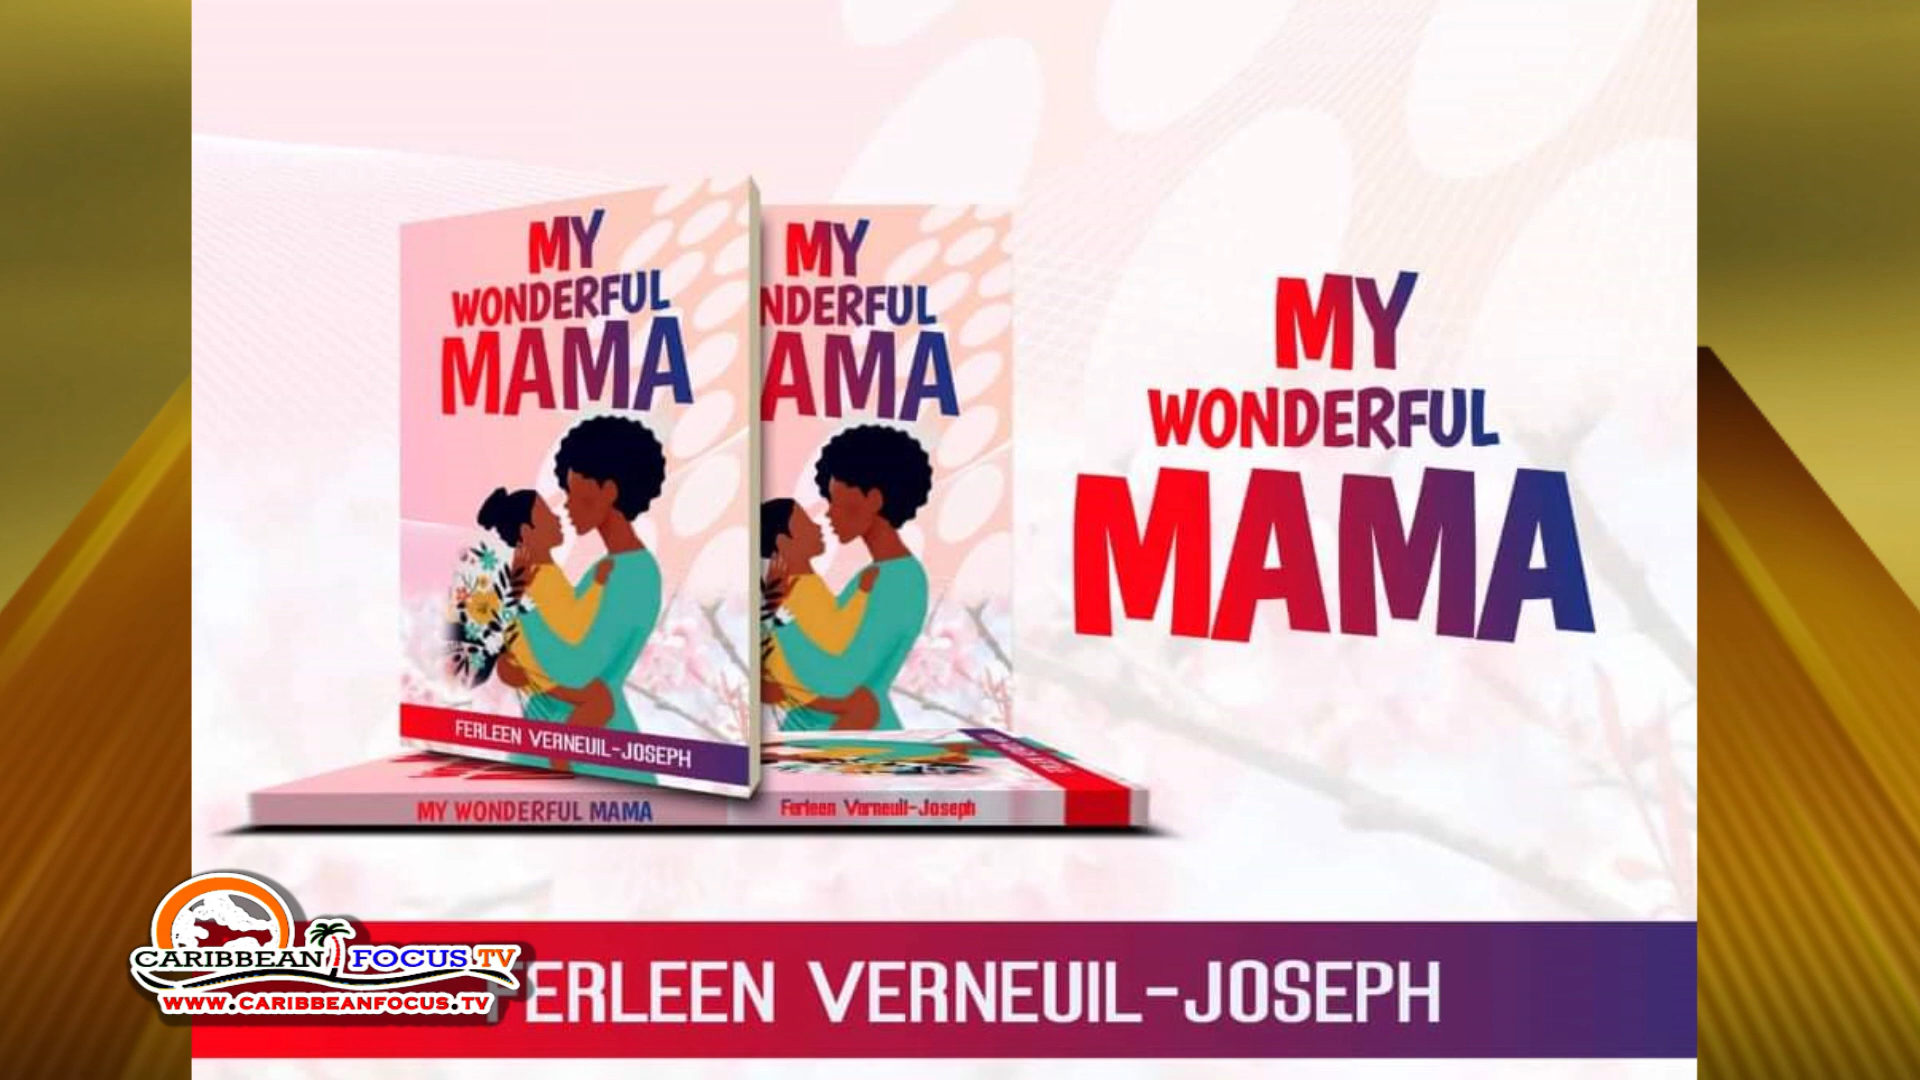 MY
WONDERFUL
MAMA
FERLEEN VERNEUIL-JOSEPH
MY
NDERFUL
AMA
MY WONDERFUL MAMA
Ferleen Verneuil-Joseph
MY
WONDERFUL
MAMA
CARIBBEAN FOCUS.TV
WWW.CARIBBEANFOCUS.TV
FERLEEN VERNEUIL-JOSEPH